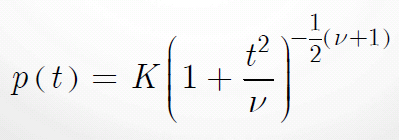 p(t) = K(1 + t²/ν)^(-½(ν+1))